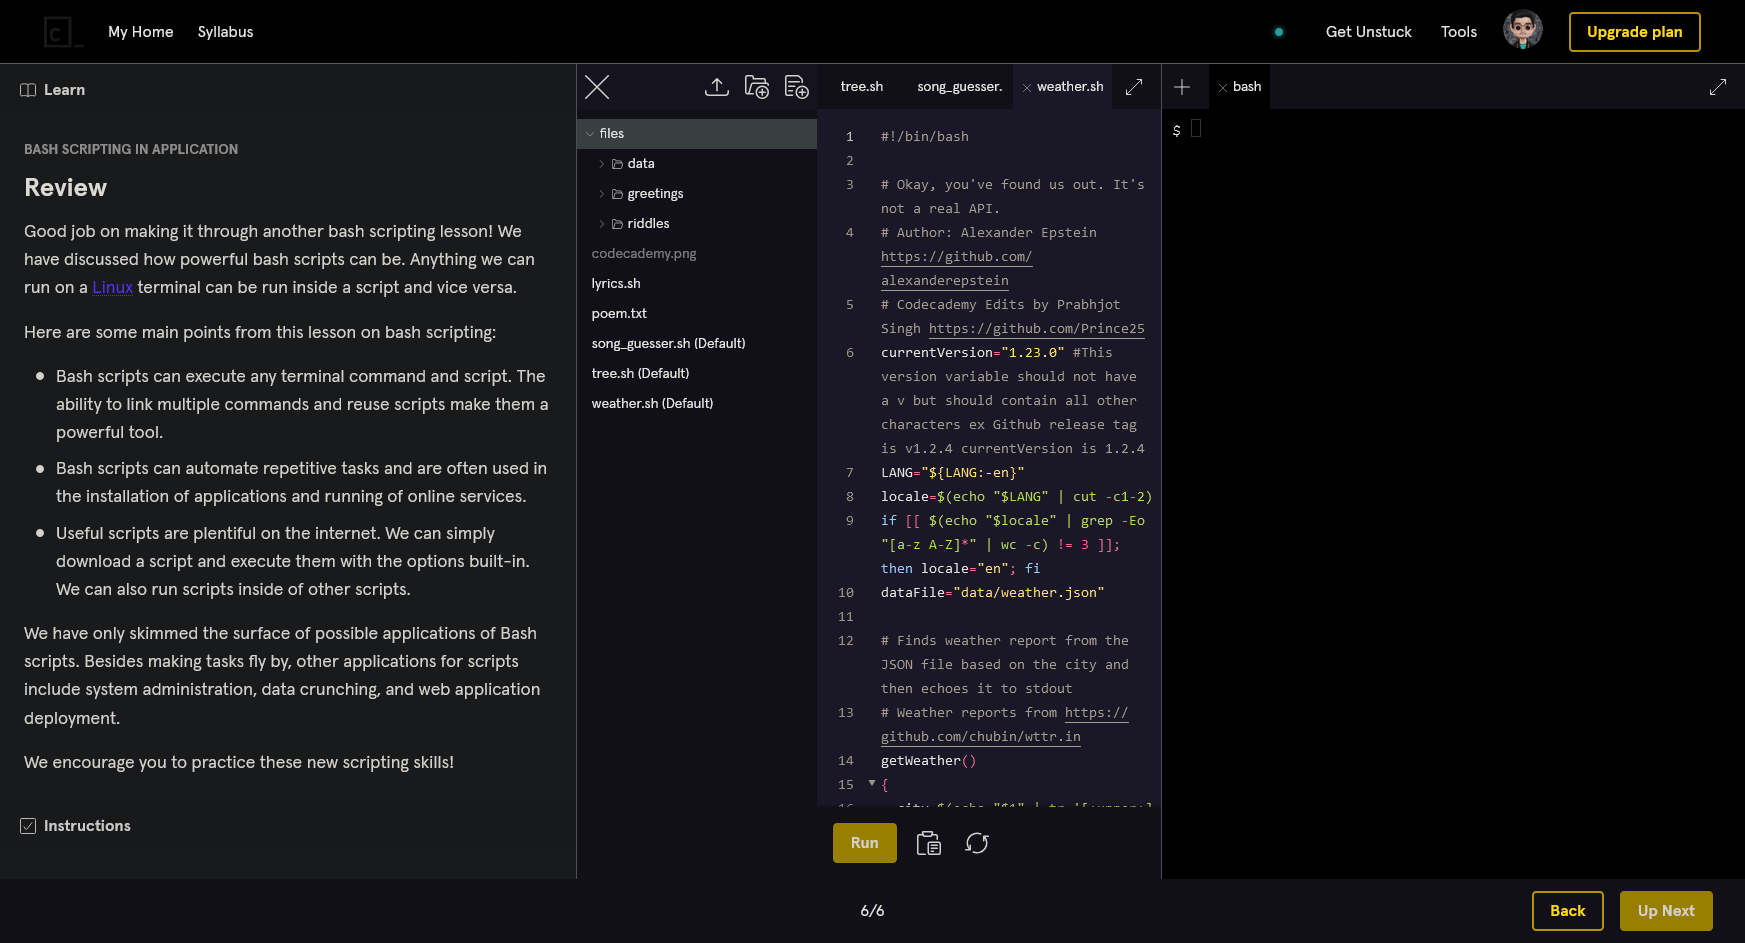 My Home
Syllabus
Get Unstuck
Tools
Upgrade plan
Learn
BASH SCRIPTING IN APPLICATION
Review
Good job on making it through another bash scripting lesson! We
have discussed how powerful bash scripts can be. Anything we can
run on a Linux terminal can be run inside a script and vice versa.
Here are some main points from this lesson on bash scripting:
Bash scripts can execute any terminal command and script. The
ability to link multiple commands and reuse scripts make them a
powerful tool.
Bash scripts can automate repetitive tasks and are often used in
the installation of applications and running of online services.
Useful scripts are plentiful on the internet. We can simply
download a script and execute them with the options built-in.
We can also run scripts inside of other scripts.
We have only skimmed the surface of possible applications of Bash
scripts. Besides making tasks fly by, other applications for scripts
include system administration, data crunching, and web application
deployment.
We encourage you to practice these new scripting skills!
Instructions
files
data
greetings
riddles
codecademy.png
lyrics.sh
poem.txt
song_guesser.sh (Default)
tree.sh (Default)
weather.sh (Default)
tree.sh
song_guesser.
weather.sh
1 #!/bin/bash
2
3 # Okay, you've found us out. It's
not a real API.
4 # Author: Alexander Epstein
https://github.com/
alexanderepstein
5 # Codecademy Edits by Prabhjot
Singh https://github.com/Prince25
6 currentVersion="1.23.0" #This
version variable should not have
a v but should contain all other
characters ex Github release tag
is v1.2.4 currentVersion is 1.2.4
7 LANG="${LANG:-en}"
8 locale=$(echo "$LANG" | cut -c1-2)
9 if [[ $(echo "$locale" | grep -Eo
"[a-z A-Z]*" | wc -c) != 3 ]];
then locale="en"; fi
10 dataFile="data/weather.json"
11
12 # Finds weather report from the
JSON file based on the city and
then echoes it to stdout
13 # Weather reports from https://
github.com/chubin/wttr.in
14 getWeather()
15 {
Run
bash
$
6/6
Back
Up Next